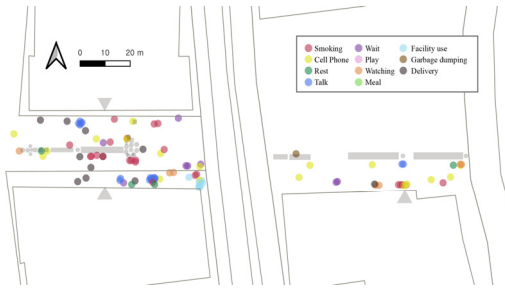 0 10 20 m
Smoking Wait Facility use
Cell Phone Play Garbage dumping
Rest Watching Delivery
Talk Meal